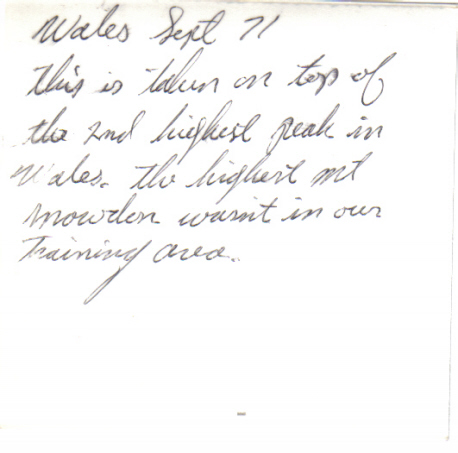 Wales Sept 71
This is taken on top of
the 2nd highest peak in
Wales. The highest mt
Snowden wasnt in our
Training area.